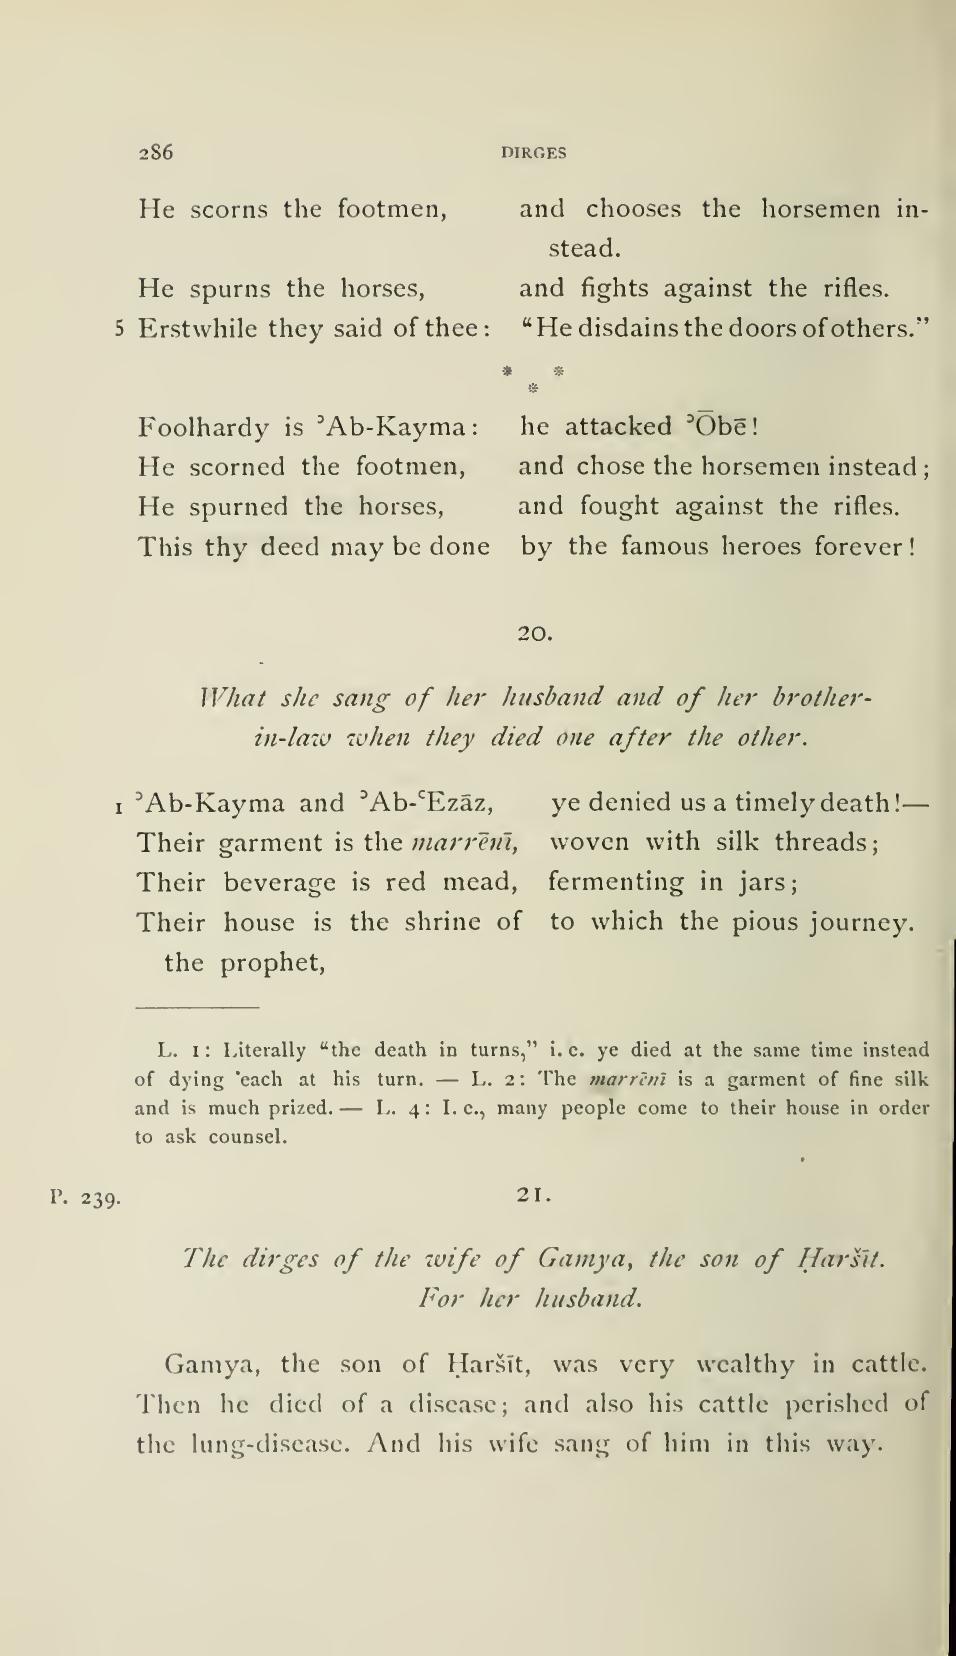 286 DIRGES
He scorns the footmen, and chooses the horsemen in-
stead.
He spurns the horses, and fights against the rifles.
5 Erstwhile they said of thee: “He disdains the doors of others.”
* * *
Foolhardy is ʾAb-Kayma: he attacked ʾŌbē!
He scorned the footmen, and chose the horsemen instead;
He spurned the horses, and fought against the rifles.
This thy deed may be done by the famous heroes forever!
20.
What she sang of her husband and of her brother-
in-law when they died one after the other.
1 ʾAb-Kayma and ʾAb-ʿEzāz, ye denied us a timely death!—
Their garment is the marrēnī, woven with silk threads;
Their beverage is red mead, fermenting in jars;
Their house is the shrine of to which the pious journey.
the prophet,
L. 1: Literally “the death in turns,” i. e. ye died at the same time instead
of dying 'each at his turn. — L. 2: The marrēnī is a garment of fine silk
and is much prized. — L. 4: I. e., many people come to their house in order
to ask counsel.
P. 239. 21.
The dirges of the wife of Gamya, the son of Ḥaršīt.
For her husband.
Gamya, the son of Ḥaršīt, was very wealthy in cattle.
Then he died of a disease; and also his cattle perished of
the lung-disease. And his wife sang of him in this way.